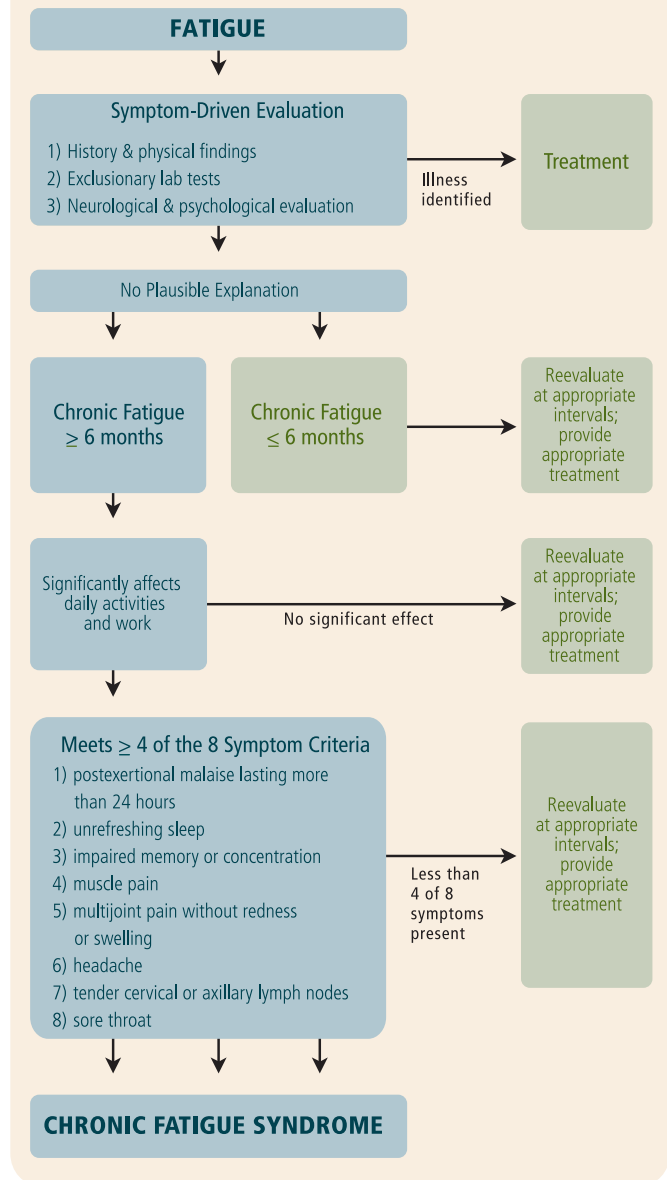 FATIGUE
Symptom-Driven Evaluation
1) History & physical findings
2) Exclusionary lab tests
3) Neurological & psychological evaluation
Illness
identified
Treatment
No Plausible Explanation
Chronic Fatigue
≥ 6 months
Chronic Fatigue
≤ 6 months
Reevaluate
at appropriate
intervals;
provide
appropriate
treatment
Significantly affects
daily activities
and work
No significant effect
Reevaluate
at appropriate
intervals;
provide
appropriate
treatment
Meets ≥ 4 of the 8 Symptom Criteria
1) postexertional malaise lasting more
than 24 hours
2) unrefreshing sleep
3) impaired memory or concentration
4) muscle pain
5) multijoint pain without redness
or swelling
6) headache
7) tender cervical or axillary lymph nodes
8) sore throat
Less than
4 of 8
symptoms
present
Reevaluate
at appropriate
intervals;
provide
appropriate
treatment
CHRONIC FATIGUE SYNDROME